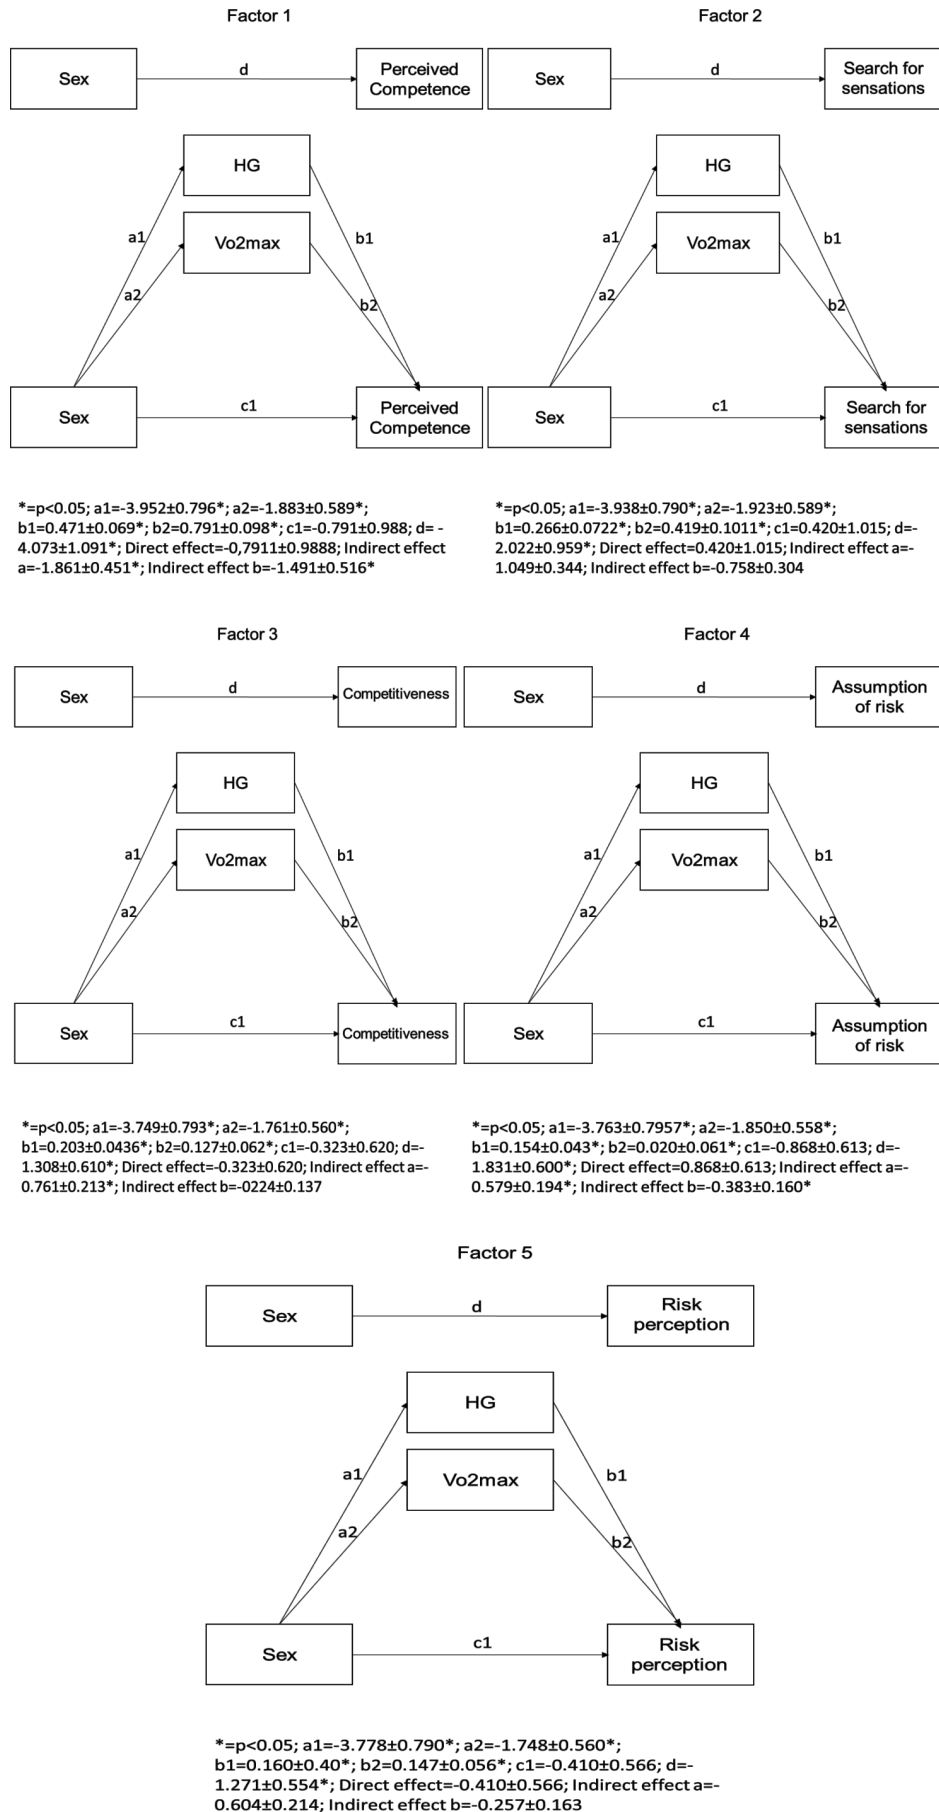 Factor 1
Sex
d
Perceived
Competence
HG
Vo2max
a1
b1
a2
b2
Sex
c1
Perceived
Competence
*=p<0.05; a1=-3.952±0.796*; a2=-1.883±0.589*;
b1=0.471±0.069*; b2=0.791±0.098*; c1=-0.791±0.988; d= -
4.073±1.091*; Direct effect=-0,7911±0.9888; Indirect effect
a=-1.861±0.451*; Indirect effect b=-1.491±0.516*
Factor 2
Sex
d
Search for
sensations
HG
Vo2max
a1
b1
a2
b2
Sex
c1
Search for
sensations
*=p<0.05; a1=-3.938±0.790*; a2=-1.923±0.589*;
b1=0.266±0.0722*; b2=0.419±0.1011*; c1=0.420±1.015; d=-
2.022±0.959*; Direct effect=0.420±1.015; Indirect effect a=-
1.049±0.344; Indirect effect b=-0.758±0.304
Factor 3
Sex
d
Competitiveness
HG
Vo2max
a1
b1
a2
b2
Sex
c1
Competitiveness
*=p<0.05; a1=-3.749±0.793*; a2=-1.761±0.560*;
b1=0.203±0.0436*; b2=0.127±0.062*; c1=-0.323±0.620; d=-
1.308±0.610*; Direct effect=-0.323±0.620; Indirect effect a=-
0.761±0.213*; Indirect effect b=-0224±0.137
Factor 4
Sex
d
Assumption
of risk
HG
Vo2max
a1
b1
a2
b2
Sex
c1
Assumption
of risk
*=p<0.05; a1=-3.763±0.7957*; a2=-1.850±0.558*;
b1=0.154±0.043*; b2=0.020±0.061*; c1=-0.868±0.613; d=-
1.831±0.600*; Direct effect=0.868±0.613; Indirect effect a=-
0.579±0.194*; Indirect effect b=-0.383±0.160*
Factor 5
Sex
d
Risk
perception
HG
Vo2max
a1
b1
a2
b2
Sex
c1
Risk
perception
*=p<0.05; a1=-3.778±0.790*; a2=-1.748±0.560*;
b1=0.160±0.40*; b2=0.147±0.056*; c1=-0.410±0.566; d=-
1.271±0.554*; Direct effect=-0.410±0.566; Indirect effect a=-
0.604±0.214; Indirect effect b=-0.257±0.163